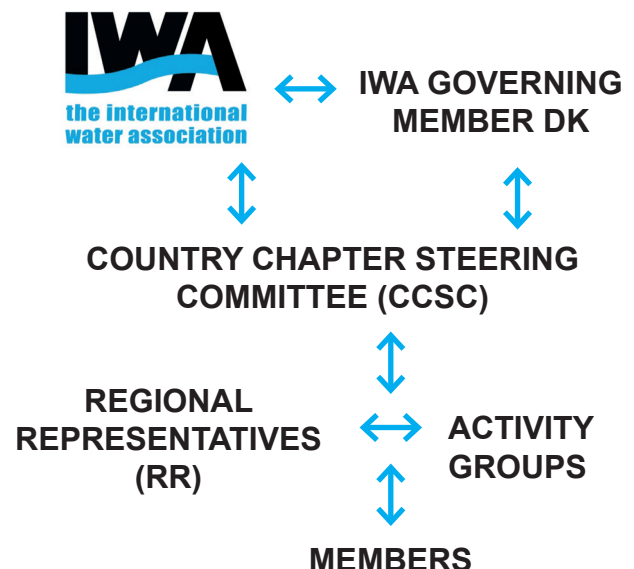 IWA
the international
water association
IWA GOVERNING
MEMBER DK
COUNTRY CHAPTER STEERING
COMMITTEE (CCSC)
REGIONAL
REPRESENTATIVES
(RR)
ACTIVITY
GROUPS
MEMBERS